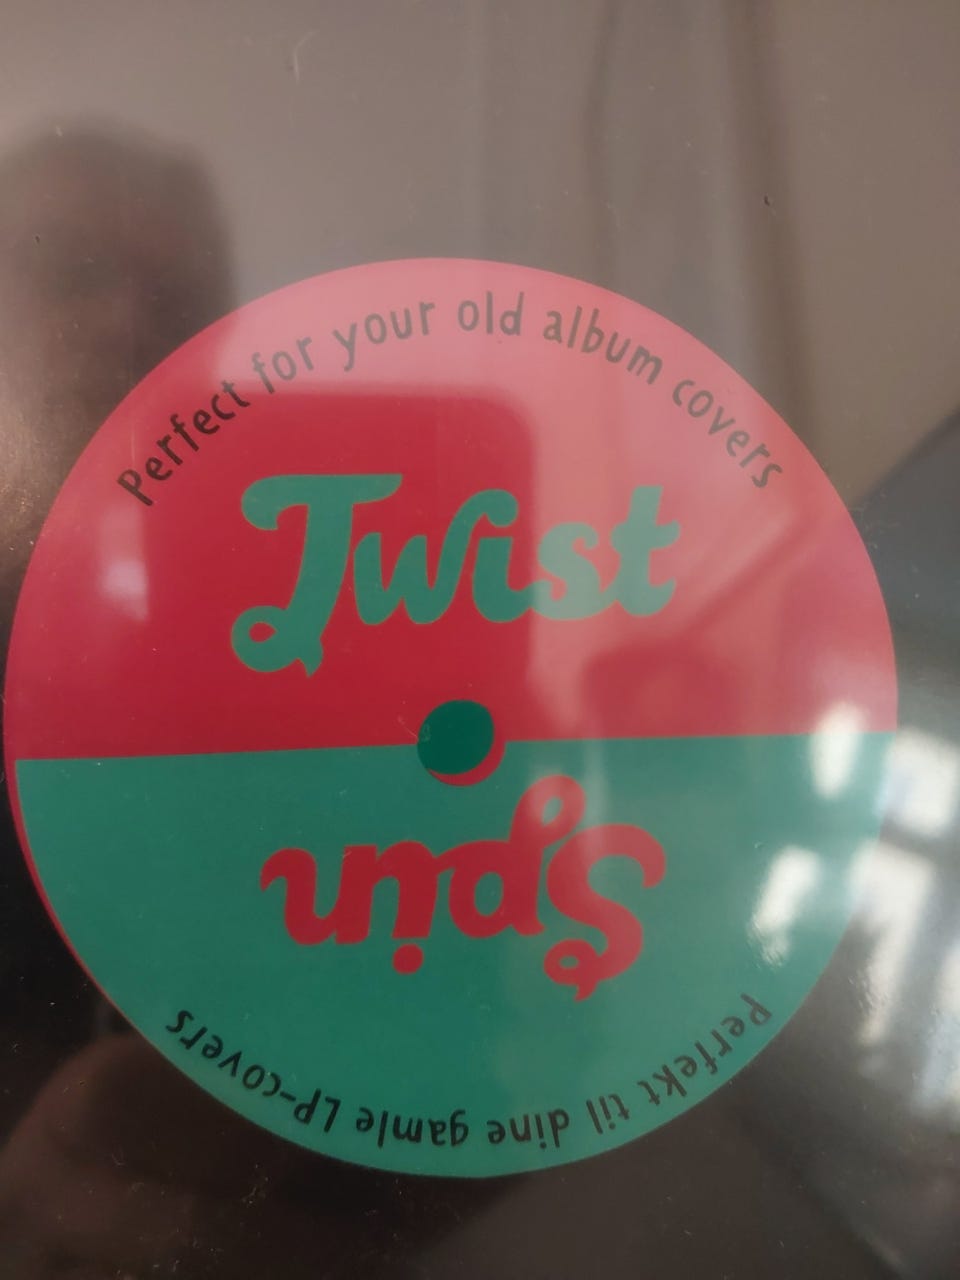 Perfect for your old album covers
Twist
Spin
Perfekt til dine gamle LP-covers